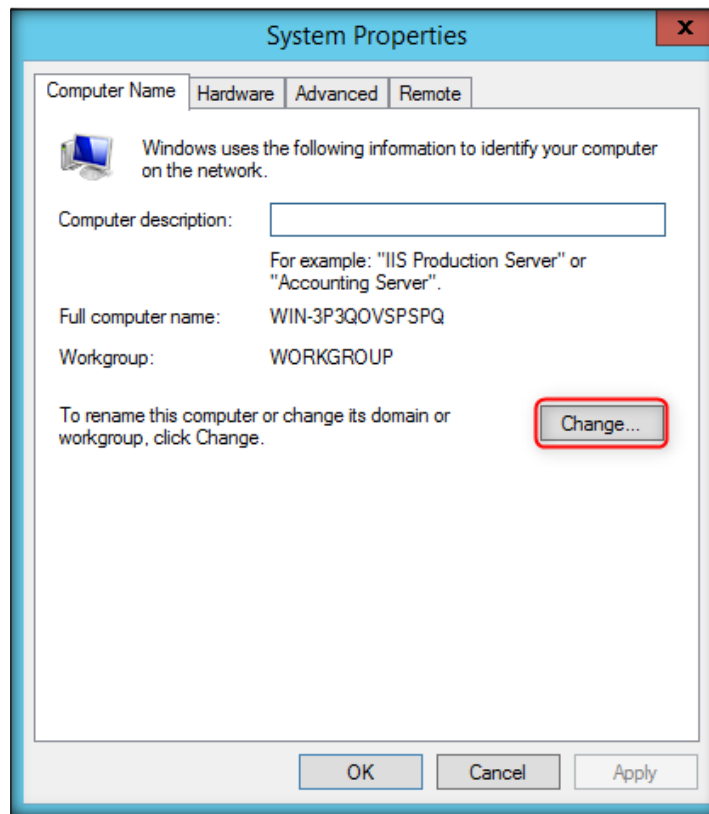 System Properties
x
Computer Name
Hardware
Advanced
Remote
Windows uses the following information to identify your computer
on the network.
Computer description:
For example: "IIS Production Server" or
"Accounting Server".
Full computer name:
WIN-3P3QOVSPSPQ
Workgroup:
WORKGROUP
To rename this computer or change its domain or
workgroup, click Change.
Change...
OK
Cancel
Apply